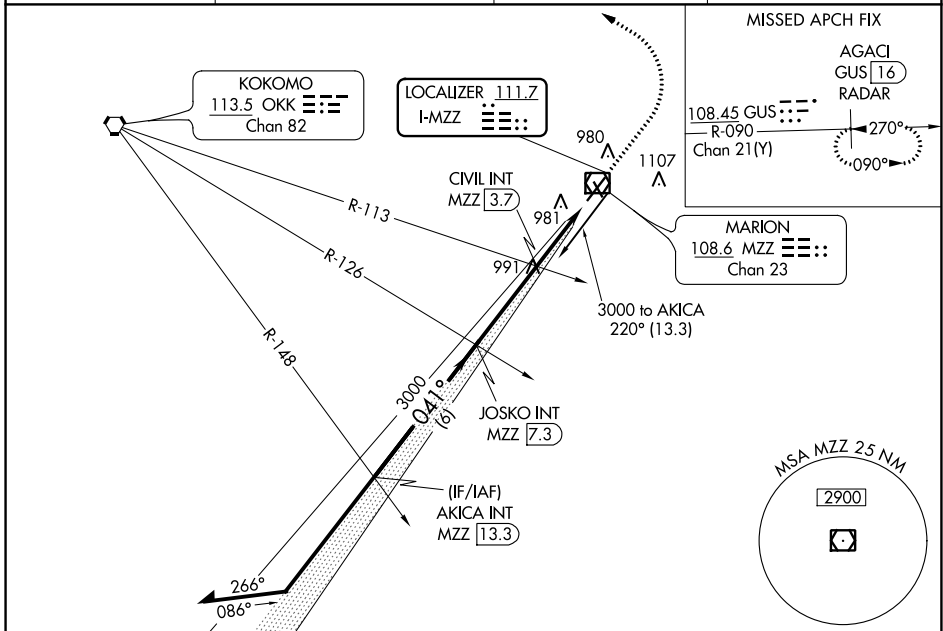 MISSED APCH FIX
AGACI
GUS 16
RADAR
108.45 GUS
R-090
Chan 21(Y)
270°
090°
KOKOMO
113.5 OKK
Chan 82
LOCALIZER 111.7
I-MZZ
980
1107
CIVIL INT
MZZ 3.7
981
R-113
991
MARION
108.6 MZZ
Chan 23
R-126
3000 to AKICA
220° (13.3)
R-148
3000
041°
(6)
JOSKO INT
MZZ 7.3
(IF/IAF)
AKICA INT
MZZ 13.3
266°
086°
MSA MZZ 25 NM
2900